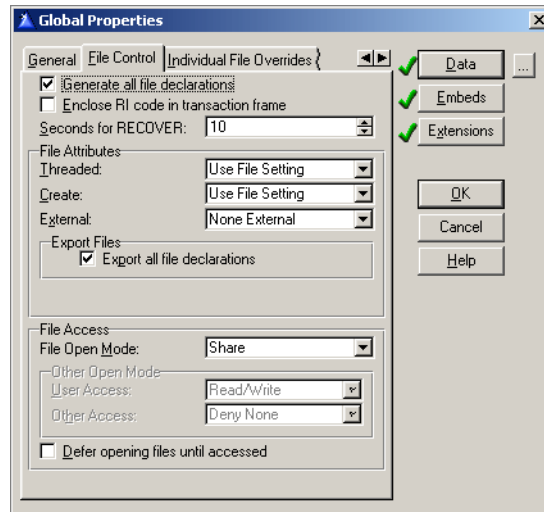 Global Properties
General File Control Individual File Overrides
Generate all file declarations
Enclose RI code in transaction frame
Seconds for RECOVER: 10
File Attributes
Threaded: Use File Setting
Create: Use File Setting
External: None External
Export Files
Export all file declarations
File Access
File Open Mode: Share
Other Open Mode
User Access: Read/Write
Other Access: Deny None
Defer opening files until accessed
Data ...
Embeds
Extensions
OK
Cancel
Help